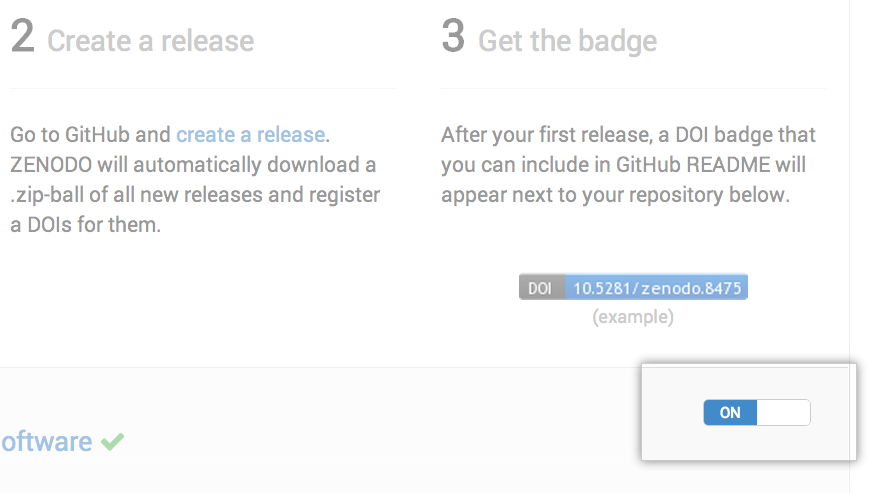 2 Create a release
Go to GitHub and create a release.
ZENODO will automatically download a
.zip-ball of all new releases and register
a DOIs for them.
3 Get the badge
After your first release, a DOI badge that
you can include in GitHub README will
appear next to your repository below.
DOI 10.5281/zenodo.8475
(example)
oftware
ON